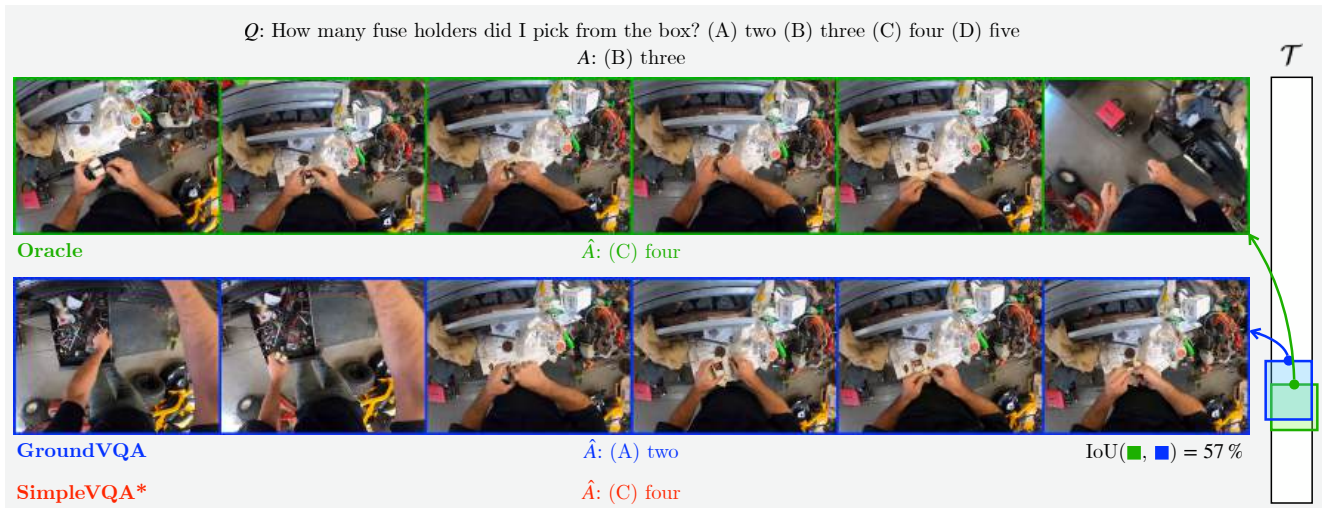 Q: How many fuse holders did I pick from the box? (A) two (B) three (C) four (D) five
A: (B) three
𝒯
Oracle
Â: (C) four
GroundVQA
Â: (A) two
IoU(■, ■) = 57 %
SimpleVQA*
Â: (C) four